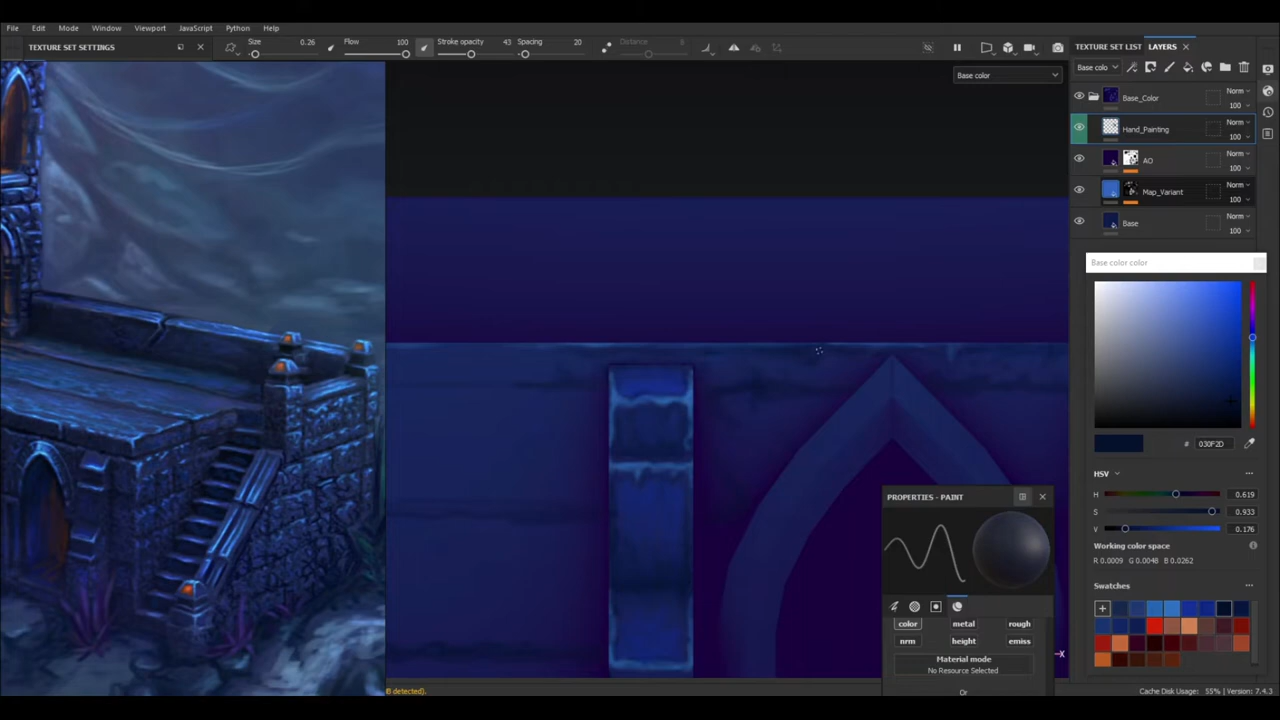 File Edit Mode Window Viewport JavaScript Python Help
TEXTURE SET SETTINGS
Size 0.26 Flow 100 Stroke opacity 43 Spacing 20 Distance 8
TEXTURE SET LIST LAYERS
Base color
Base colo
Base_Color Norm 100
Hand_Painting Norm 100
AO Norm 100
Map_Variant Norm 100
Base Norm 100
Base color color
# 030F2D
HSV
H 0.619
S 0.933
V 0.176
Working color space
R 0.0009 G 0.0048 B 0.0262
Swatches
PROPERTIES - PAINT
color metal rough
nrm height emiss
Material mode
No Resource Selected
Or
X
detected).
Cache Disk Usage: 55% | Version: 7.4.3